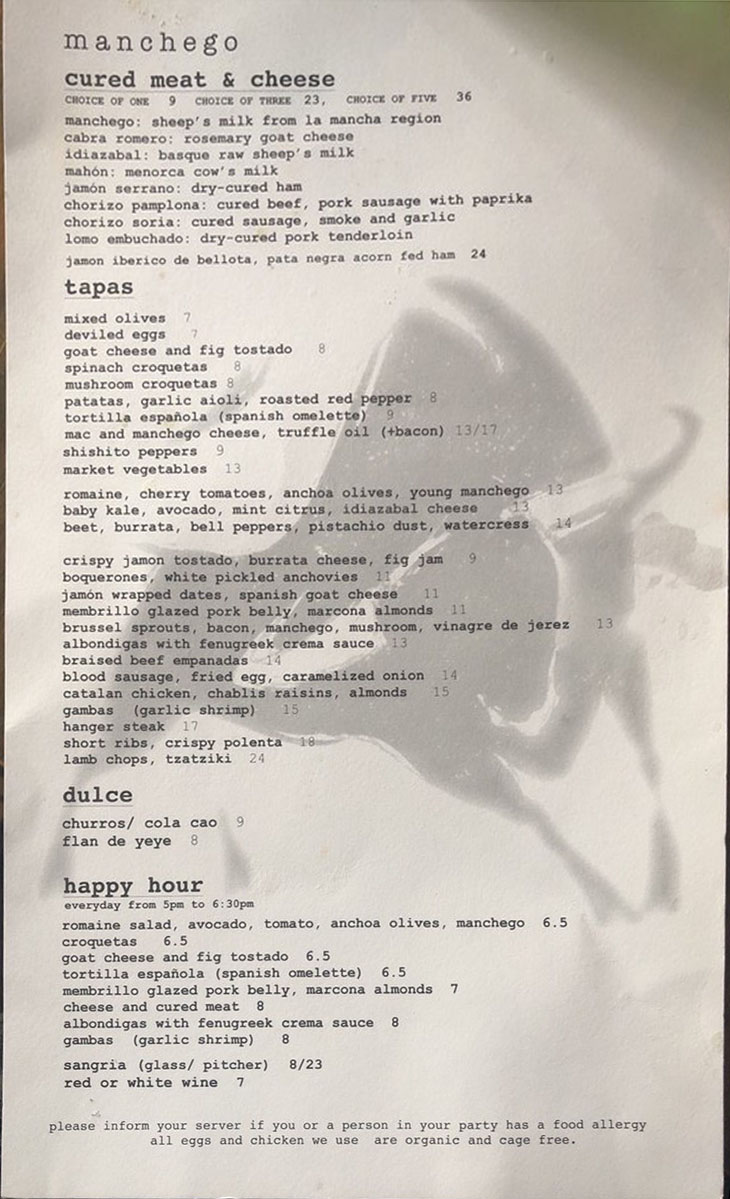 manchego
cured meat & cheese
CHOICE OF ONE 9 CHOICE OF THREE 23, CHOICE OF FIVE 36
manchego: sheep's milk from la mancha region
cabra romero: rosemary goat cheese
idiazabal: basque raw sheep's milk
mahón: menorca cow's milk
jamón serrano: dry-cured ham
chorizo pamplona: cured beef, pork sausage with paprika
chorizo soria: cured sausage, smoke and garlic
lomo embuchado: dry-cured pork tenderloin
jamon iberico de bellota, pata negra acorn fed ham 24
tapas
mixed olives 7
deviled eggs 7
goat cheese and fig tostado 8
spinach croquetas 8
mushroom croquetas 8
patatas, garlic aioli, roasted red pepper 8
tortilla española (spanish omelette) 9
mac and manchego cheese, truffle oil (+bacon) 13/17
shishito peppers 9
market vegetables 13
romaine, cherry tomatoes, anchoa olives, young manchego 13
baby kale, avocado, mint citrus, idiazabal cheese 13
beet, burrata, bell peppers, pistachio dust, watercress 14
crispy jamon tostado, burrata cheese, fig jam 9
boquerones, white pickled anchovies 11
jamón wrapped dates, spanish goat cheese 11
membrillo glazed pork belly, marcona almonds 11
brussel sprouts, bacon, manchego, mushroom, vinagre de jerez 13
albondigas with fenugreek crema sauce 13
braised beef empanadas 14
blood sausage, fried egg, caramelized onion 14
catalan chicken, chablis raisins, almonds 15
gambas (garlic shrimp) 15
hanger steak 17
short ribs, crispy polenta 18
lamb chops, tzatziki 24
dulce
churros/ cola cao 9
flan de yeye 8
happy hour
everyday from 5pm to 6:30pm
romaine salad, avocado, tomato, anchoa olives, manchego 6.5
croquetas 6.5
goat cheese and fig tostado 6.5
tortilla española (spanish omelette) 6.5
membrillo glazed pork belly, marcona almonds 7
cheese and cured meat 8
albondigas with fenugreek crema sauce 8
gambas (garlic shrimp) 8
sangria (glass/ pitcher) 8/23
red or white wine 7
please inform your server if you or a person in your party has a food allergy
all eggs and chicken we use are organic and cage free.